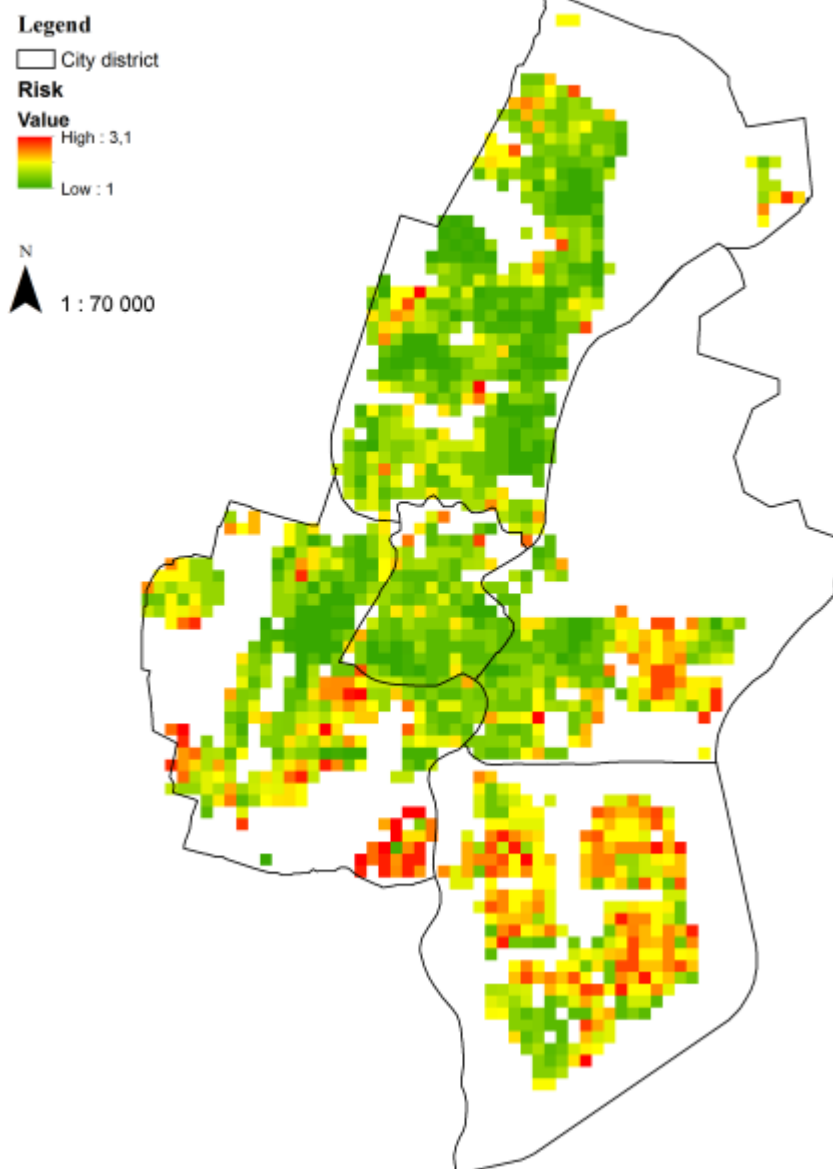 Legend
City district
Risk
Value
High : 3,1
Low : 1
N
1 : 70 000